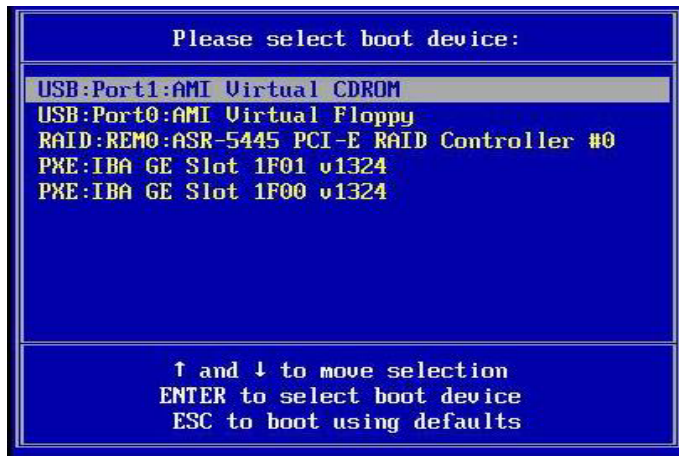 Please select boot device:
USB:Port1:AMI Virtual CDROM
USB:Port0:AMI Virtual Floppy
RAID:REM0:ASR-5445 PCI-E RAID Controller #0
PXE:IBA GE Slot 1F01 v1324
PXE:IBA GE Slot 1F00 v1324
↑ and ↓ to move selection
ENTER to select boot device
ESC to boot using defaults